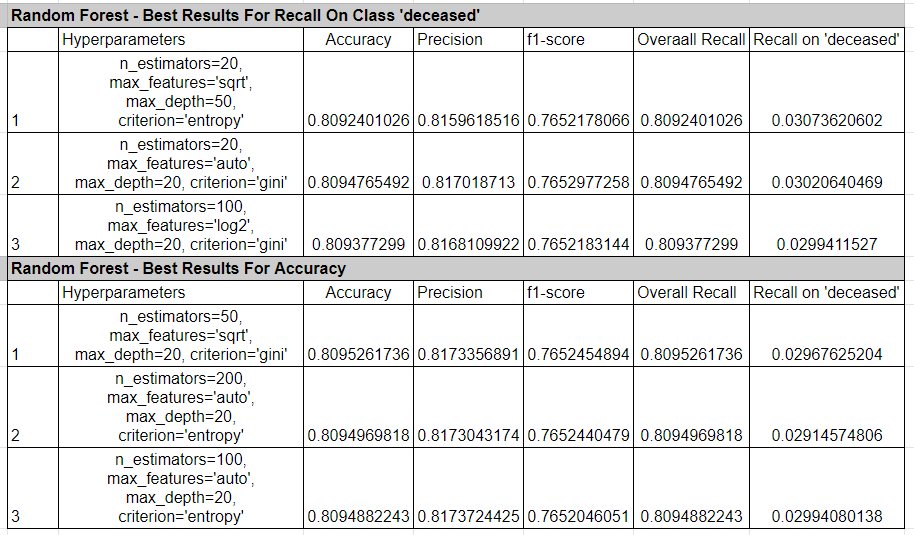 Random Forest - Best Results For Recall On Class 'deceased'
Hyperparameters Accuracy Precision f1-score Overaall Recall Recall on 'deceased'
n_estimators=20,
max_features='sqrt',
max_depth=50,
1 criterion='entropy' 0.8092401026 0.8159618516 0.7652178066 0.8092401026 0.03073620602
n_estimators=20,
max_features='auto',
2 max_depth=20, criterion='gini' 0.8094765492 0.817018713 0.7652977258 0.8094765492 0.03020640469
n_estimators=100,
max_features='log2',
3 max_depth=20, criterion='gini' 0.809377299 0.8168109922 0.7652183144 0.809377299 0.0299411527
Random Forest - Best Results For Accuracy
Hyperparameters Accuracy Precision f1-score Overall Recall Recall on 'deceased'
n_estimators=50,
max_features='sqrt',
1 max_depth=20, criterion='gini' 0.8095261736 0.8173356891 0.7652454894 0.8095261736 0.02967625204
n_estimators=200,
max_features='auto',
max_depth=20,
2 criterion='entropy' 0.8094969818 0.8173043174 0.7652440479 0.8094969818 0.02914574806
n_estimators=100,
max_features='auto',
max_depth=20,
3 criterion='entropy' 0.8094882243 0.8173724425 0.7652046051 0.8094882243 0.02994080138